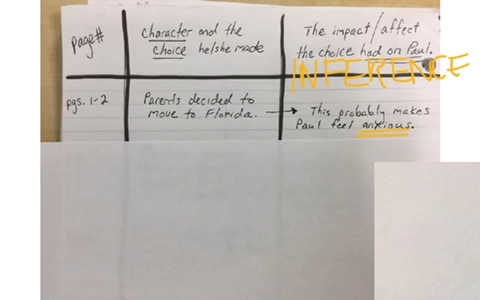 page#
character and the
choice he/she made
The impact/affect
the choice had on Paul.
INFERENCE
pgs. 1-2
Parents decided to
move to Florida. →
This probably makes
Paul feel anxious.